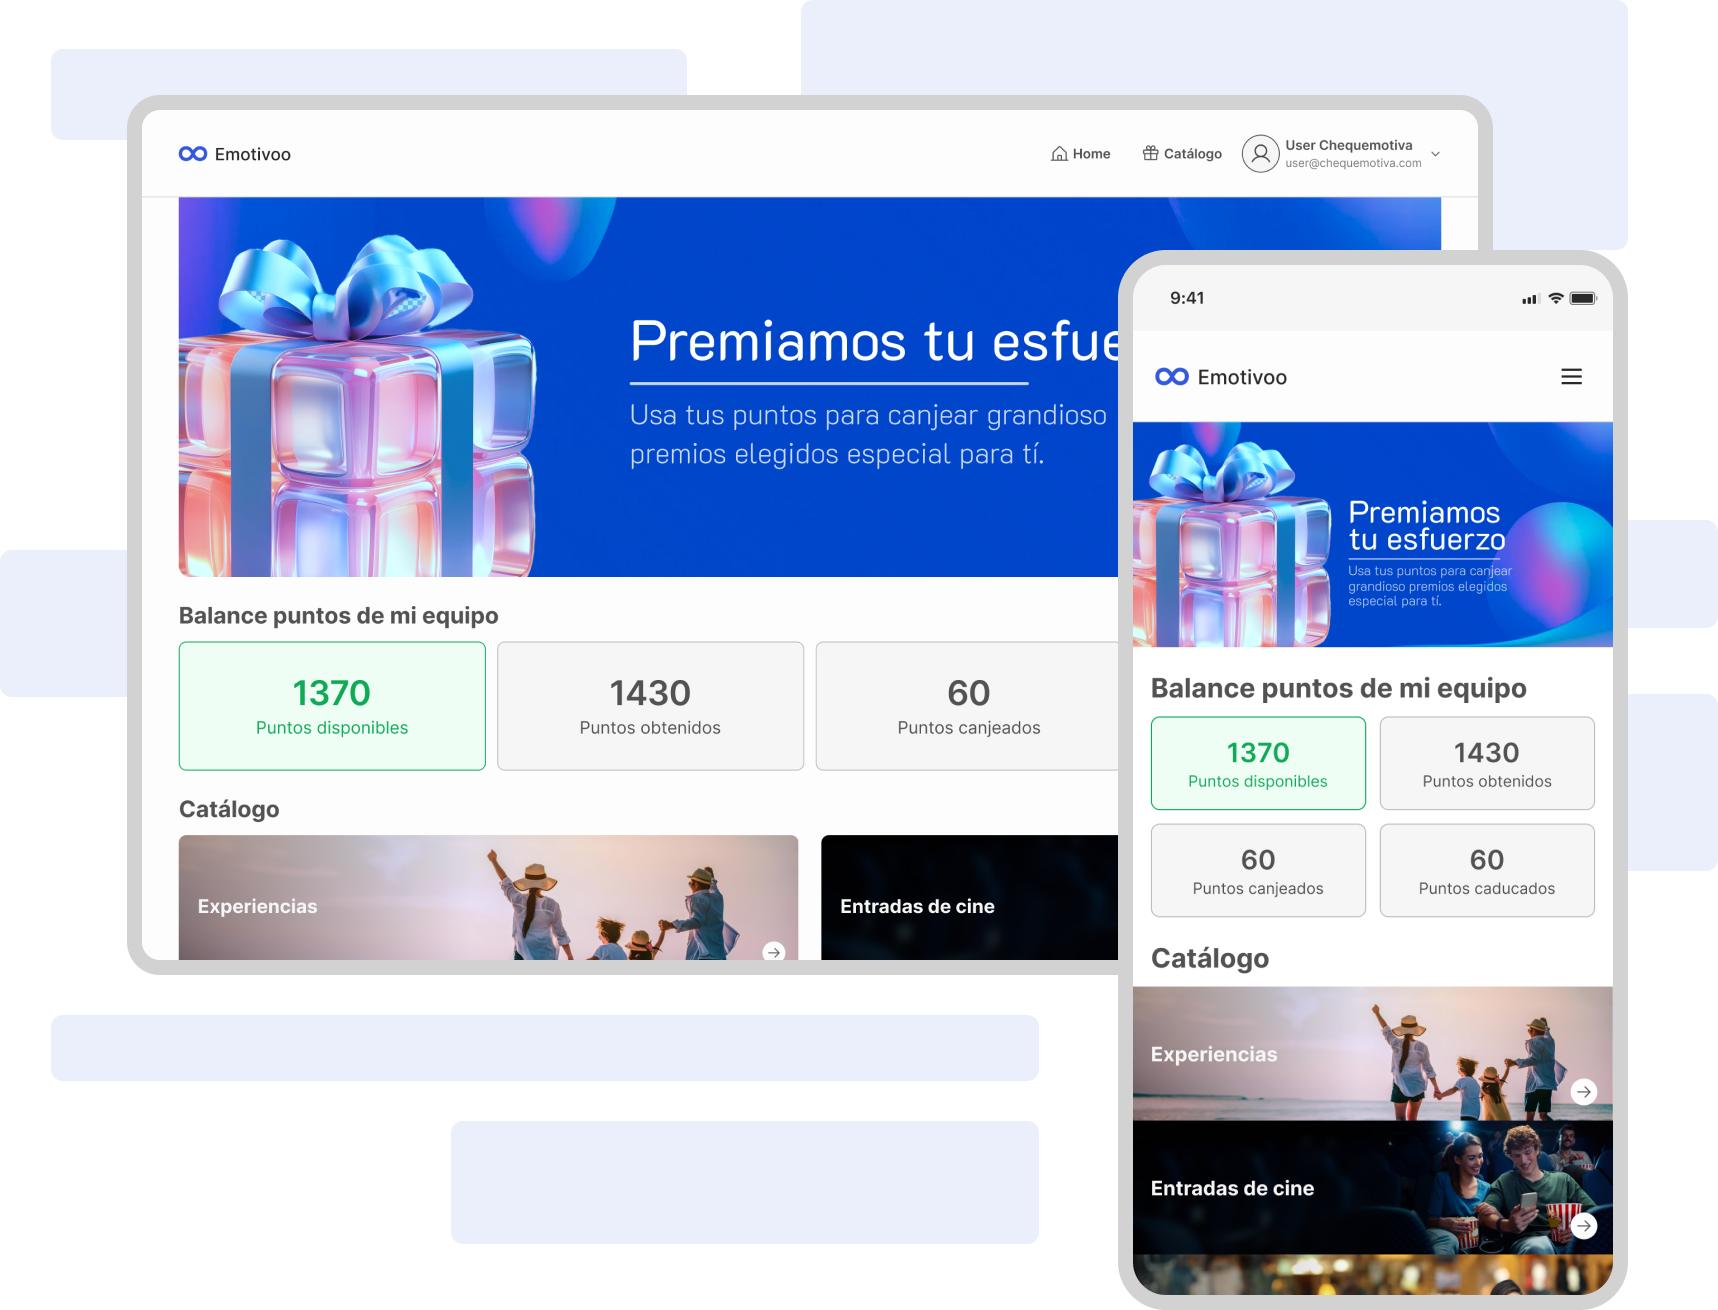 Emotivoo
Home
Catálogo
User Chequemotiva
user@chequemotiva.com
Premiamos tu esfue
Usa tus puntos para canjear grandioso
premios elegidos especial para tí.
Balance puntos de mi equipo
1370
Puntos disponibles
1430
Puntos obtenidos
60
Puntos canjeados
Catálogo
Experiencias
Entradas de cine
9:41
Emotivoo
Premiamos
tu esfuerzo
Usa tus puntos para canjear
grandioso premios elegidos
especial para tí.
Balance puntos de mi equipo
1370
Puntos disponibles
1430
Puntos obtenidos
60
Puntos canjeados
60
Puntos caducados
Catálogo
Experiencias
Entradas de cine